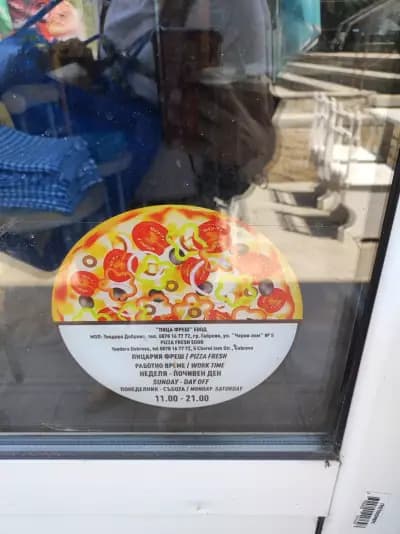 "ПИЦА ФРЕШ" ЕООД
МОЛ: Теодора Добрева, тел. 0878 16 77 72, гр. Габрово, ул. "Черни лом" № 5
PIZZA FRESH EOOD
Teodora Dobreva, tel 0878 16 77 72, 5 Cherni lom Str., Gabrovo
ПИЦАРИЯ ФРЕШ / PIZZA FRESH
РАБОТНО ВРЕМЕ / WORK TIME
НЕДЕЛЯ - ПОЧИВЕН ДЕН
SUNDAY - DAY OFF
ПОНЕДЕЛНИК - СЪБОТА / MONDAY- SATURDAY
11.00 - 21.00